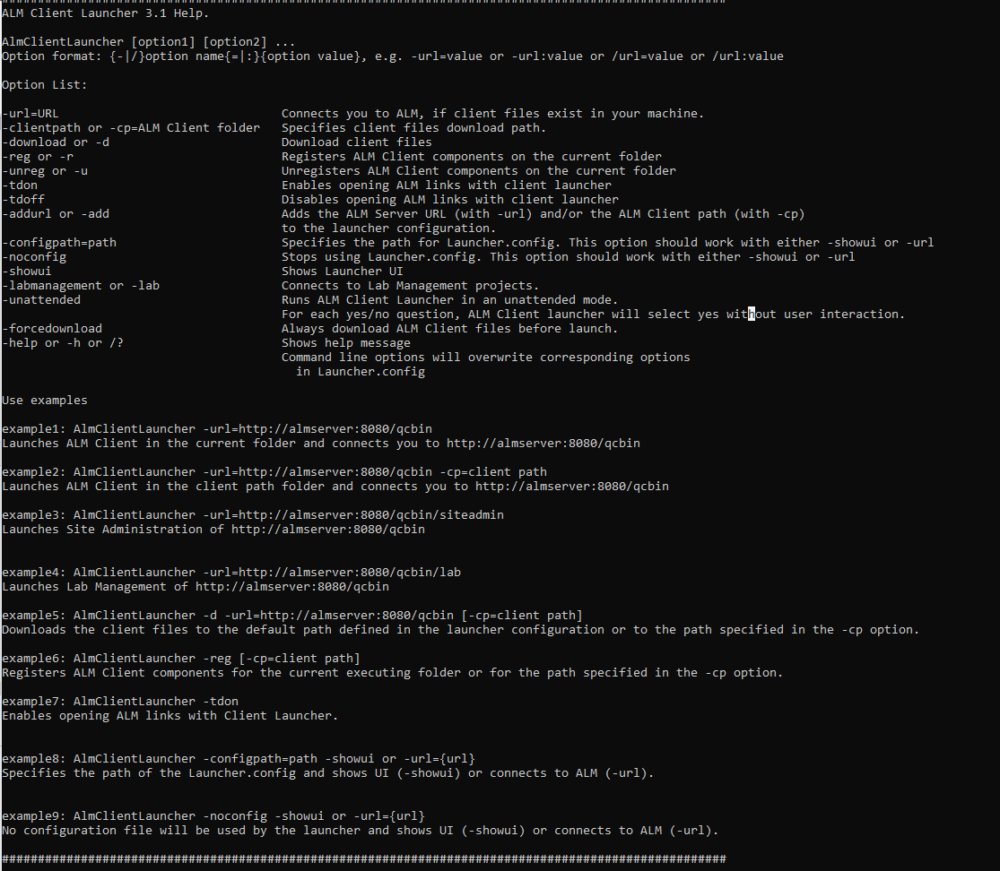 ALM Client Launcher 3.1 Help.
AlmClientLauncher [option1] [option2] ...
Option format: {-|/}option name{=|:}{option value}, e.g. -url=value or -url:value or /url=value or /url:value
Option List:
-url=URL Connects you to ALM, if client files exist in your machine.
-clientpath or -cp=ALM Client folder Specifies client files download path.
-download or -d Download client files
-reg or -r Registers ALM Client components on the current folder
-unreg or -u Unregisters ALM Client components on the current folder
-tdon Enables opening ALM links with client launcher
-tdoff Disables opening ALM links with client launcher
-addurl or -add Adds the ALM Server URL (with -url) and/or the ALM Client path (with -cp)
to the launcher configuration.
-configpath=path Specifies the path for Launcher.config. This option should work with either -showui or -url
-noconfig Stops using Launcher.config. This option should work with either -showui or -url
-showui Shows Launcher UI
-labmanagement or -lab Connects to Lab Management projects.
-unattended Runs ALM Client Launcher in an unattended mode.
For each yes/no question, ALM Client launcher will select yes without user interaction.
-forcedownload Always download ALM Client files before launch.
-help or -h or /? Shows help message
Command line options will overwrite corresponding options
in Launcher.config
Use examples
example1: AlmClientLauncher -url=http://almserver:8080/qcbin
Launches ALM Client in the current folder and connects you to http://almserver:8080/qcbin
example2: AlmClientLauncher -url=http://almserver:8080/qcbin -cp=client path
Launches ALM Client in the client path folder and connects you to http://almserver:8080/qcbin
example3: AlmClientLauncher -url=http://almserver:8080/qcbin/siteadmin
Launches Site Administration of http://almserver:8080/qcbin
example4: AlmClientLauncher -url=http://almserver:8080/qcbin/lab
Launches Lab Management of http://almserver:8080/qcbin
example5: AlmClientLauncher -d -url=http://almserver:8080/qcbin [-cp=client path]
Downloads the client files to the default path defined in the launcher configuration or to the path specified in the -cp option.
example6: AlmClientLauncher -reg [-cp=client path]
Registers ALM Client components for the current executing folder or for the path specified in the -cp option.
example7: AlmClientLauncher -tdon
Enables opening ALM links with Client Launcher.
example8: AlmClientLauncher -configpath=path -showui or -url={url}
Specifies the path of the Launcher.config and shows UI (-showui) or connects to ALM (-url).
example9: AlmClientLauncher -noconfig -showui or -url={url}
No configuration file will be used by the launcher and shows UI (-showui) or connects to ALM (-url).
#####################################################################################################